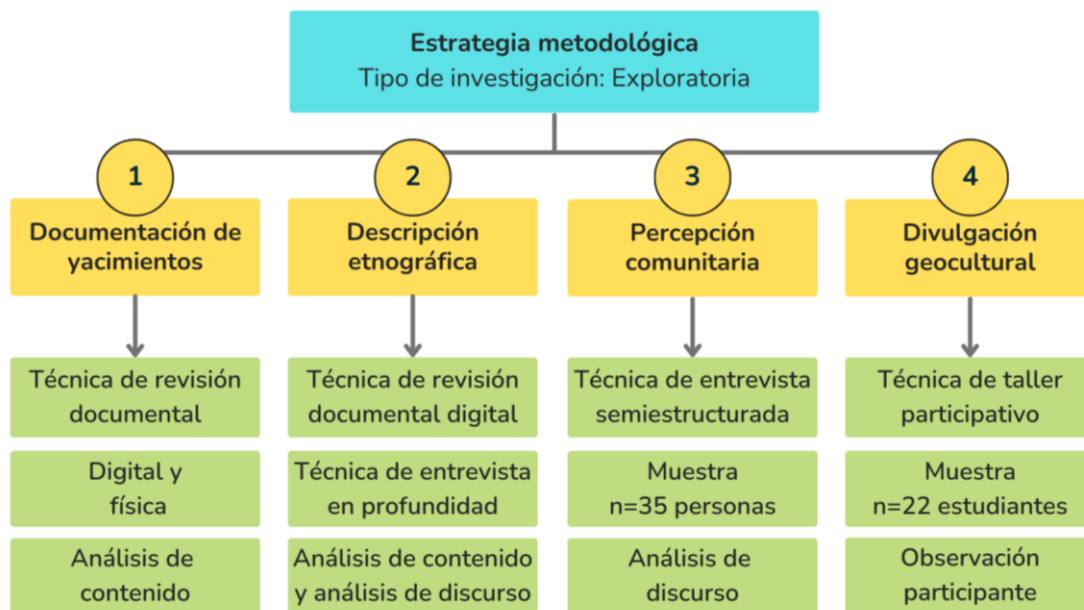 Estrategia metodológica
Tipo de investigación: Exploratoria
1
Documentación de
yacimientos
Técnica de revisión
documental
Digital y
física
Análisis de
contenido
2
Descripción
etnográfica
Técnica de revisión
documental digital
Técnica de entrevista
en profundidad
Análisis de contenido
y análisis de discurso
3
Percepción
comunitaria
Técnica de entrevista
semiestructurada
Muestra
n=35 personas
Análisis de
discurso
4
Divulgación
geocultural
Técnica de taller
participativo
Muestra
n=22 estudiantes
Observación
participante